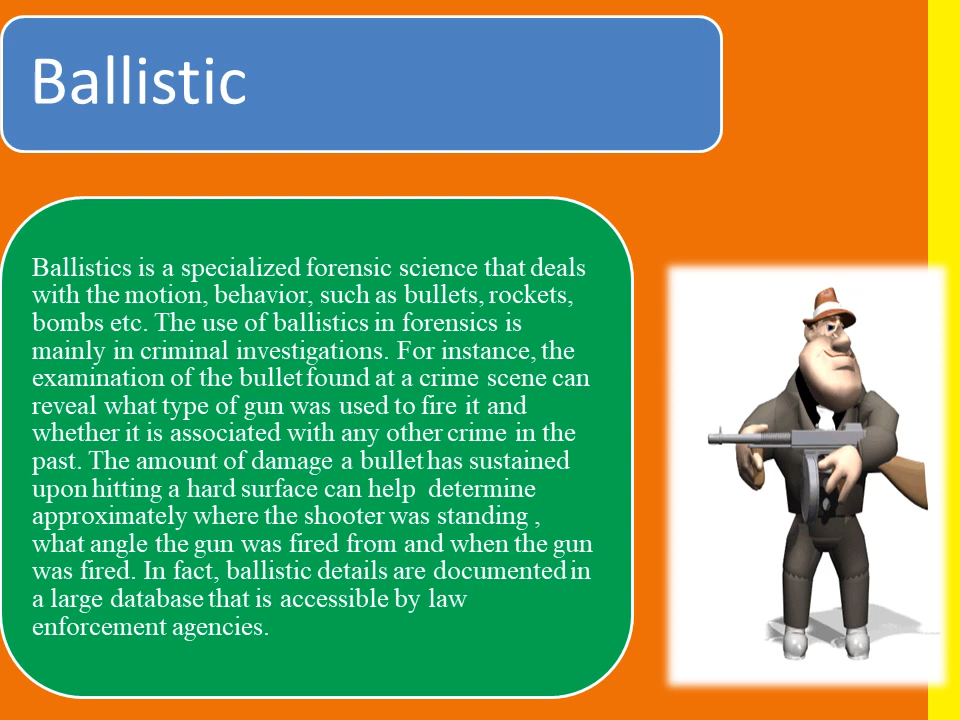 Ballistic
Ballistics is a specialized forensic science that deals
with the motion, behavior, such as bullets, rockets,
bombs etc. The use of ballistics in forensics is
mainly in criminal investigations. For instance, the
examination of the bullet found at a crime scene can
reveal what type of gun was used to fire it and
whether it is associated with any other crime in the
past. The amount of damage a bullet has sustained
upon hitting a hard surface can help  determine
approximately where the shooter was standing ,
what angle the gun was fired from and when the gun
was fired. In fact, ballistic details are documented in
a large database that is accessible by law
enforcement agencies.